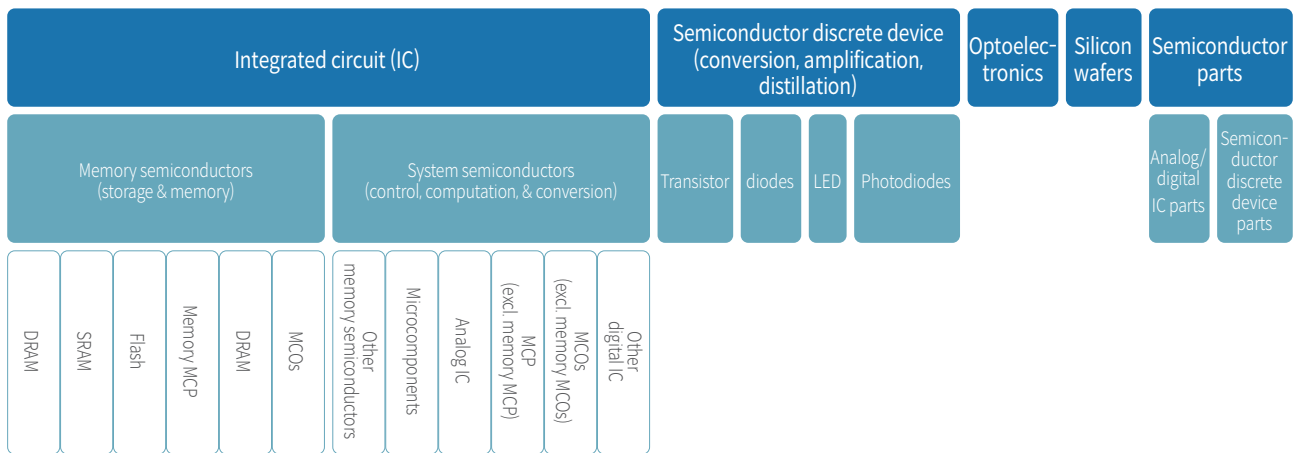 Integrated circuit (IC)
Semiconductor discrete device
(conversion, amplification,
distillation)
Optoelec-
tronics
Silicon
wafers
Semiconductor
parts
Memory semiconductors
(storage & memory)
System semiconductors
(control, computation, & conversion)
Transistor
diodes
LED
Photodiodes
Analog/
digital
IC parts
Semicon-
ductor
discrete
device
parts
DRAM
SRAM
Flash
Memory MCP
DRAM
MCOs
Other
memory semiconductors
Microcomponents
Analog IC
MCP
(excl. memory MCP)
MCOs
(excl. memory MCOs)
Other
digital IC